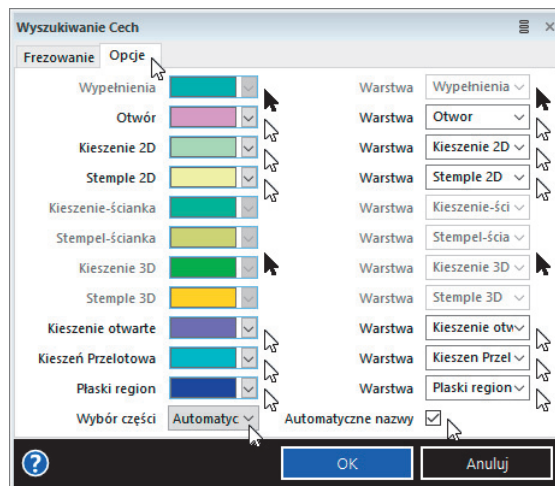 Wyszukiwanie Cech
Frezowanie Opcje
Wypełnienia Warstwa Wypełnienia
Otwór Warstwa Otwor
Kieszenie 2D Warstwa Kieszenie 2D
Stemple 2D Warstwa Stemple 2D
Kieszenie-ścianka Warstwa Kieszenie-ści
Stempel-ścianka Warstwa Stempel-ścia
Kieszenie 3D Warstwa Kieszenie 3D
Stemple 3D Warstwa Stemple 3D
Kieszenie otwarte Warstwa Kieszenie otw
Kieszeń Przelotowa Warstwa Kieszen Przel
Płaski region Warstwa Płaski region
Wybór części Automatyc Automatyczne nazwy
? OK Anuluj